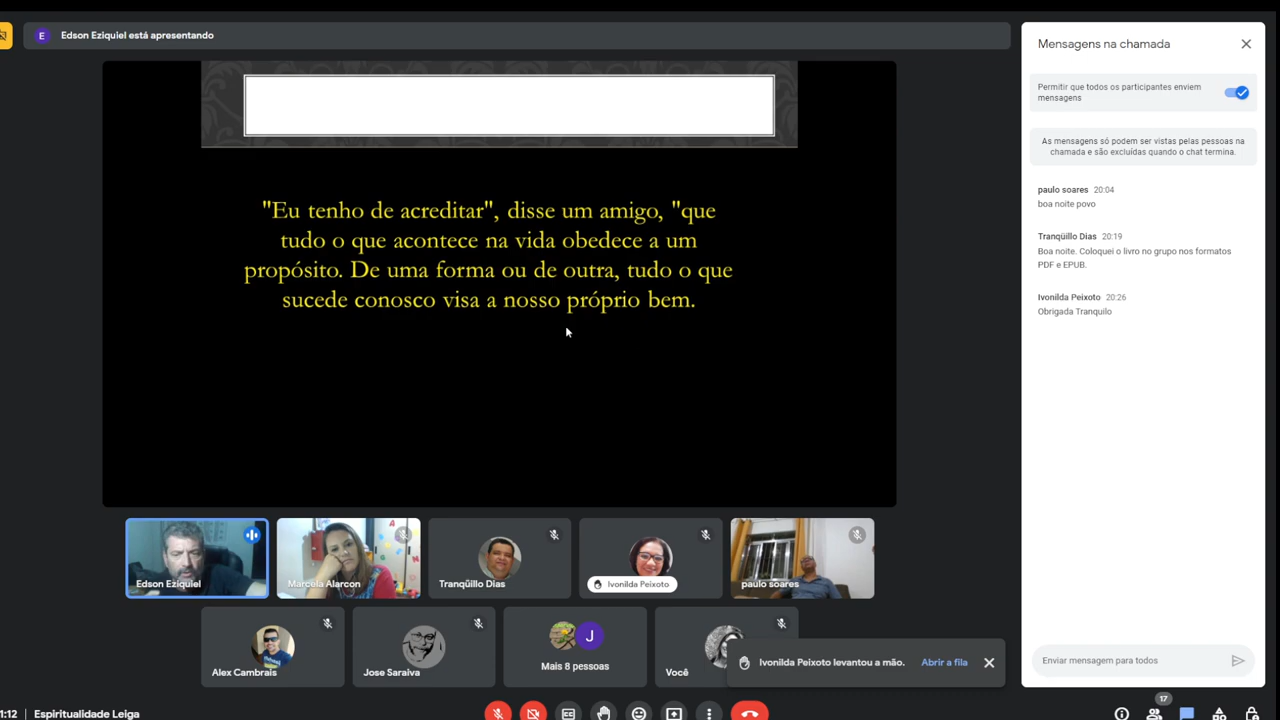 E Edson Eziquiel está apresentando
"Eu tenho de acreditar", disse um amigo, "que
tudo o que acontece na vida obedece a um
propósito. De uma forma ou de outra, tudo o que
sucede conosco visa a nosso próprio bem.
Edson Eziquiel
Marcela Alarcon
Tranqüillo Dias
Ivonilda Peixoto
paulo soares
Alex Cambrais
Jose Saraiva
J
Mais 8 pessoas
Você
Ivonilda Peixoto levantou a mão. Abrir a fila
1:12 Espiritualidade Leiga
17
Mensagens na chamada
Permitir que todos os participantes enviem
mensagens
As mensagens só podem ser vistas pelas pessoas na
chamada e são excluídas quando o chat termina.
paulo soares 20:04
boa noite povo
Tranqüillo Dias 20:19
Boa noite. Coloquei o livro no grupo nos formatos
PDF e EPUB.
Ivonilda Peixoto 20:26
Obrigada Tranquilo
Enviar mensagem para todos